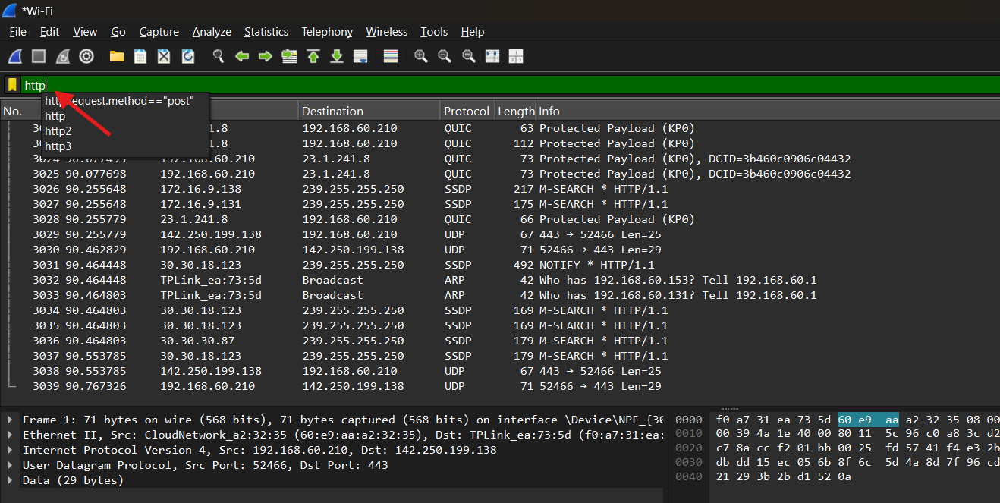 *Wi-Fi
File Edit View Go Capture Analyze Statistics Telephony Wireless Tools Help
http
http.request.method=="post"
http
http2
http3
No. Destination Protocol Length Info
1.8 192.168.60.210 QUIC 63 Protected Payload (KP0)
1.8 192.168.60.210 QUIC 112 Protected Payload (KP0)
3024 90.077493 192.168.60.210 23.1.241.8 QUIC 73 Protected Payload (KP0), DCID=3b460c0906c04432
3025 90.077698 192.168.60.210 23.1.241.8 QUIC 73 Protected Payload (KP0), DCID=3b460c0906c04432
3026 90.255648 172.16.9.138 239.255.255.250 SSDP 217 M-SEARCH * HTTP/1.1
3027 90.255648 172.16.9.131 239.255.255.250 SSDP 175 M-SEARCH * HTTP/1.1
3028 90.255779 23.1.241.8 192.168.60.210 QUIC 66 Protected Payload (KP0)
3029 90.255779 142.250.199.138 192.168.60.210 UDP 67 443 → 52466 Len=25
3030 90.462829 192.168.60.210 142.250.199.138 UDP 71 52466 → 443 Len=29
3031 90.464448 30.30.18.123 239.255.255.250 SSDP 492 NOTIFY * HTTP/1.1
3032 90.464448 TPLink_ea:73:5d Broadcast ARP 42 Who has 192.168.60.153? Tell 192.168.60.1
3033 90.464803 TPLink_ea:73:5d Broadcast ARP 42 Who has 192.168.60.131? Tell 192.168.60.1
3034 90.464803 30.30.18.123 239.255.255.250 SSDP 169 M-SEARCH * HTTP/1.1
3035 90.464803 30.30.18.123 239.255.255.250 SSDP 169 M-SEARCH * HTTP/1.1
3036 90.464803 30.30.30.87 239.255.255.250 SSDP 179 M-SEARCH * HTTP/1.1
3037 90.553785 30.30.18.123 239.255.255.250 SSDP 179 M-SEARCH * HTTP/1.1
3038 90.553785 142.250.199.138 192.168.60.210 UDP 67 443 → 52466 Len=25
3039 90.767326 192.168.60.210 142.250.199.138 UDP 71 52466 → 443 Len=29
Frame 1: 71 bytes on wire (568 bits), 71 bytes captured (568 bits) on interface \Device\NPF_{30
Ethernet II, Src: CloudNetwork_a2:32:35 (60:e9:aa:a2:32:35), Dst: TPLink_ea:73:5d (f0:a7:31:ea:
Internet Protocol Version 4, Src: 192.168.60.210, Dst: 142.250.199.138
User Datagram Protocol, Src Port: 52466, Dst Port: 443
Data (29 bytes)
0000 f0 a7 31 ea 73 5d 60 e9 aa a2 32 35 08 00
0010 00 39 4a 1e 40 00 80 11 5c 96 c0 a8 3c d2
0020 c7 8a cc f2 01 bb 00 25 fd 57 41 f4 e3 2b
0030 db dd 15 ec 05 6b 8f 6c 5d 4a 8d 7f 96 cd
0040 21 29 3b 2b d1 52 0a